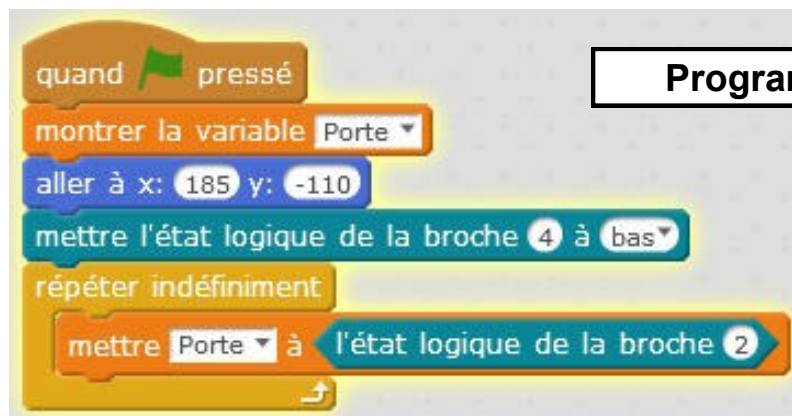 quand pressé
Progra
montrer la variable Porte
aller à x: 185 y: -110
mettre l'état logique de la broche 4 à bas
répéter indéfiniment
mettre Porte à l'état logique de la broche 2